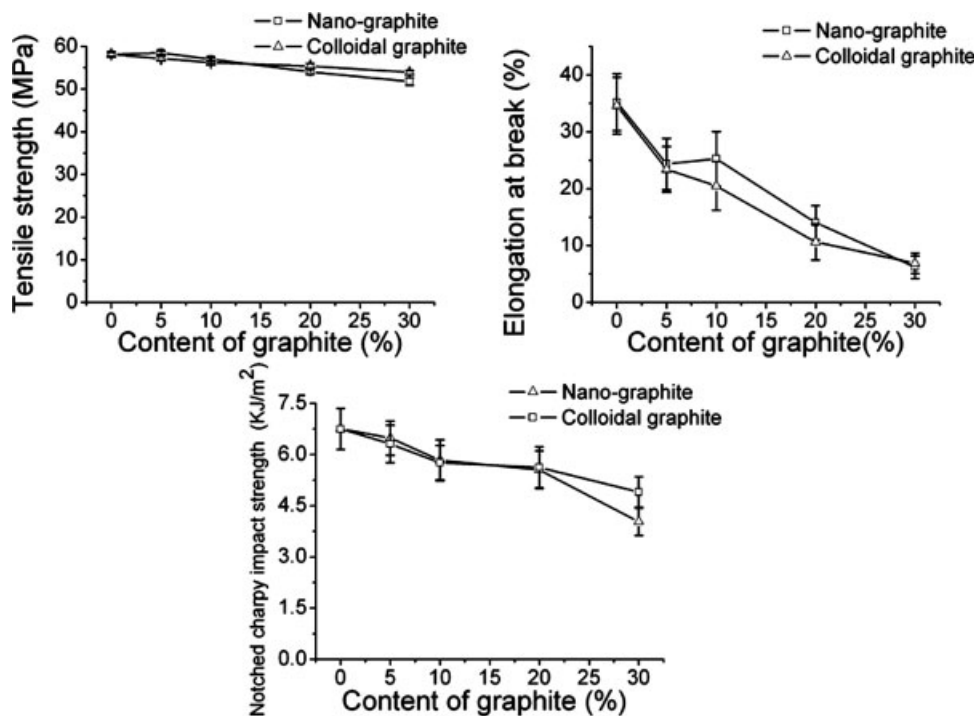 Nano-graphite
Colloidal graphite
Tensile strength (MPa)
60
50
40
30
20
10
0
0 5 10 15 20 25 30
Content of graphite (%)
Nano-graphite
Colloidal graphite
Elongation at break (%)
40
30
20
10
0
0 5 10 15 20 25 30
Content of graphite(%)
Nano-graphite
Colloidal graphite
Notched charpy impact strength (KJ/m²)
7.5
6.0
4.5
3.0
1.5
0.0
0 5 10 15 20 25 30
Content of graphite (%)